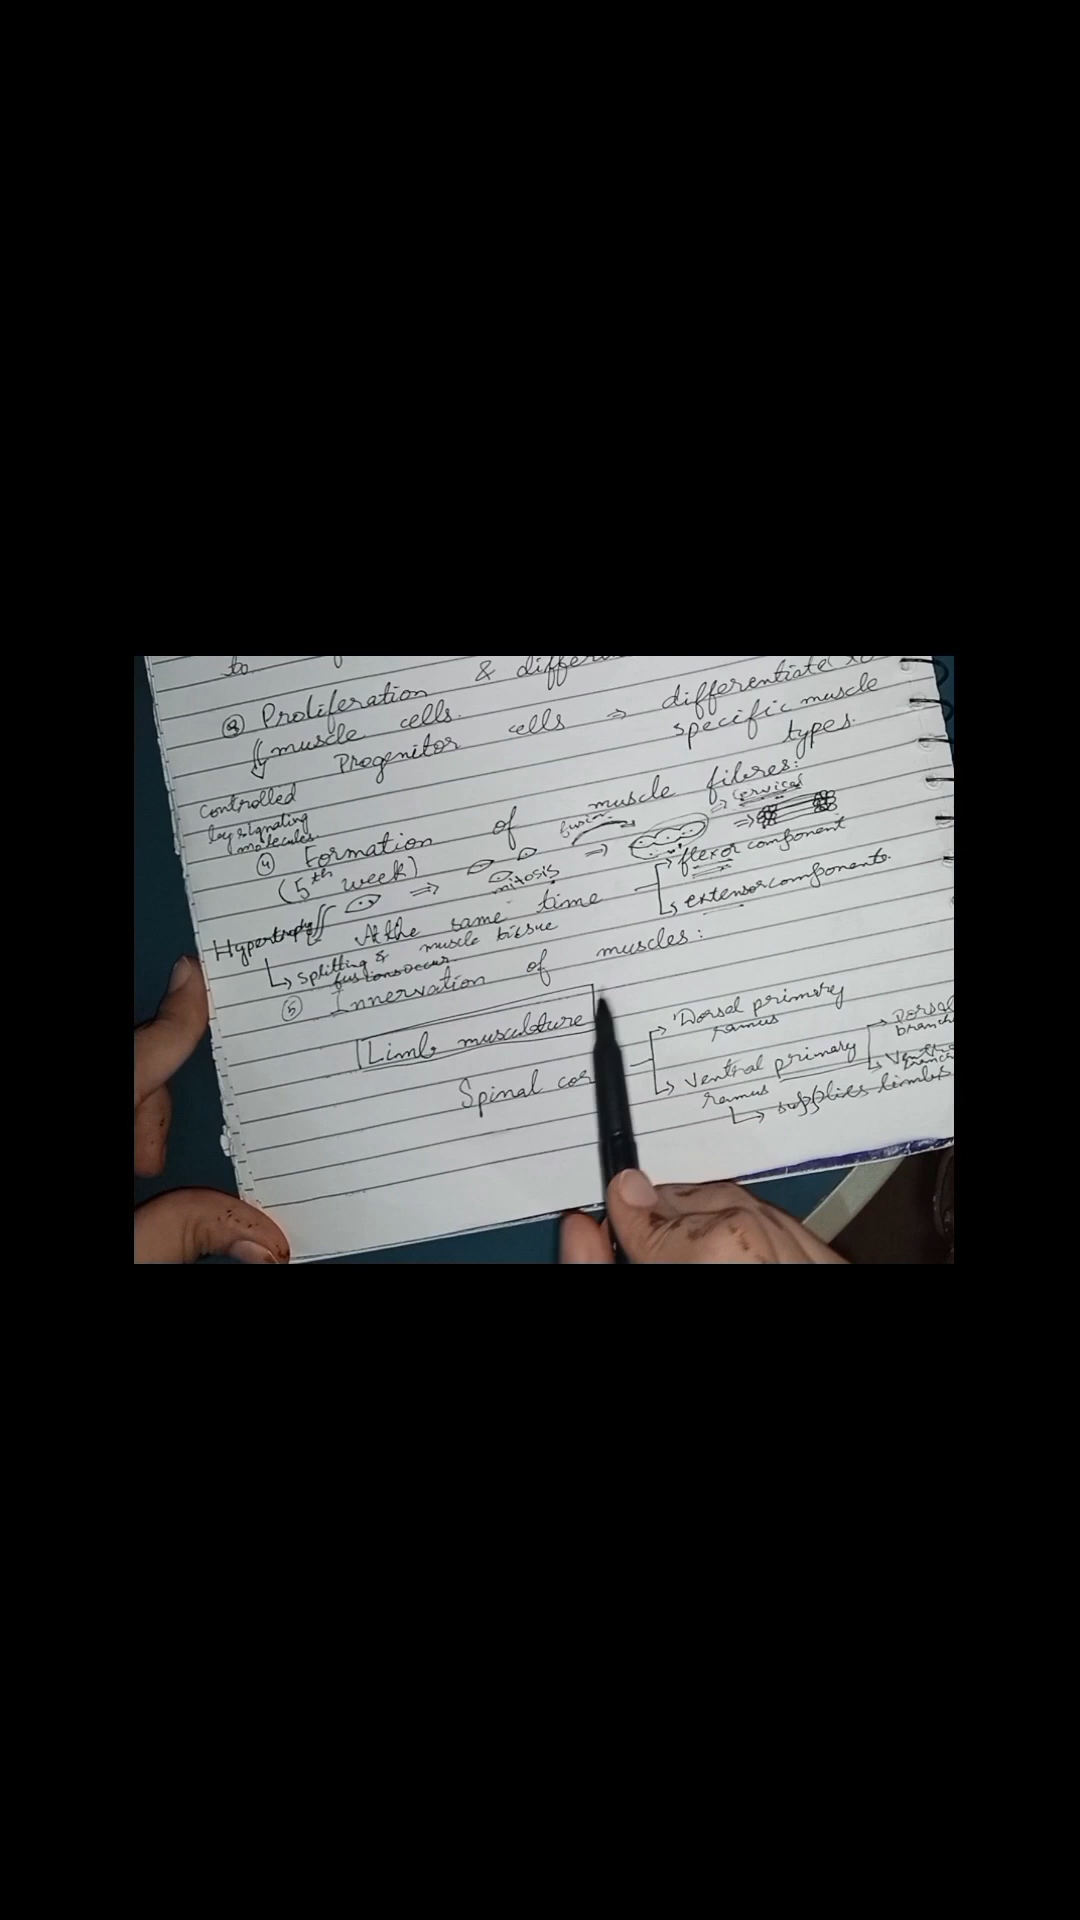 to
③ Proliferation & differ
muscle cells.
Progenitor cells ⇒ differentiate to
specific muscle
types.
controlled
by signaling
molecules.
④ Formation of muscle fibres:
(5th week)
⇒ mitosis ⇒ fusion ⇒
⇒ cervical
At the same time
muscle tissue
flexor component
extensor components.
Hypertrophy
↳ splitting &
fusions occur.
⑤ Innervation of muscles:
Limb musculature
Spinal cor
Dorsal primary
ramus
Ventral primary
ramus
↳ supplies limbs
Dorsal
branch
Ventra
branch